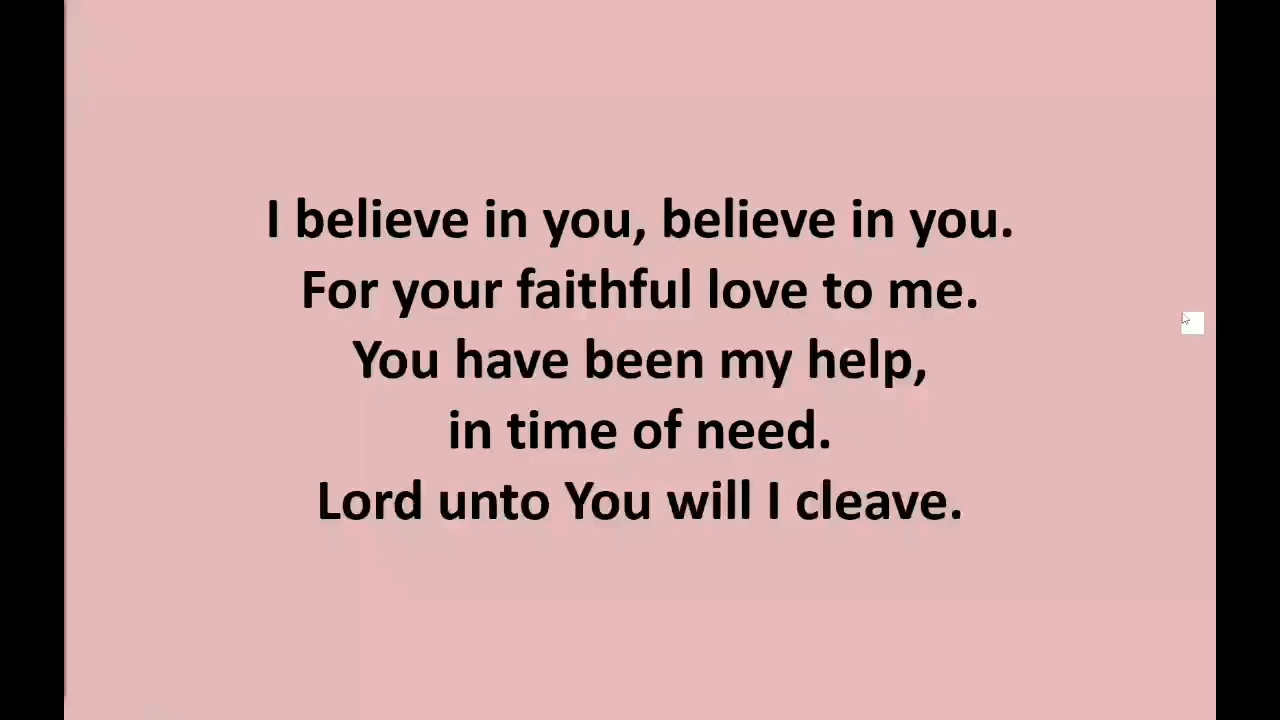 I believe in you, believe in you.
For your faithful love to me.
You have been my help,
in time of need.
Lord unto You will I cleave.